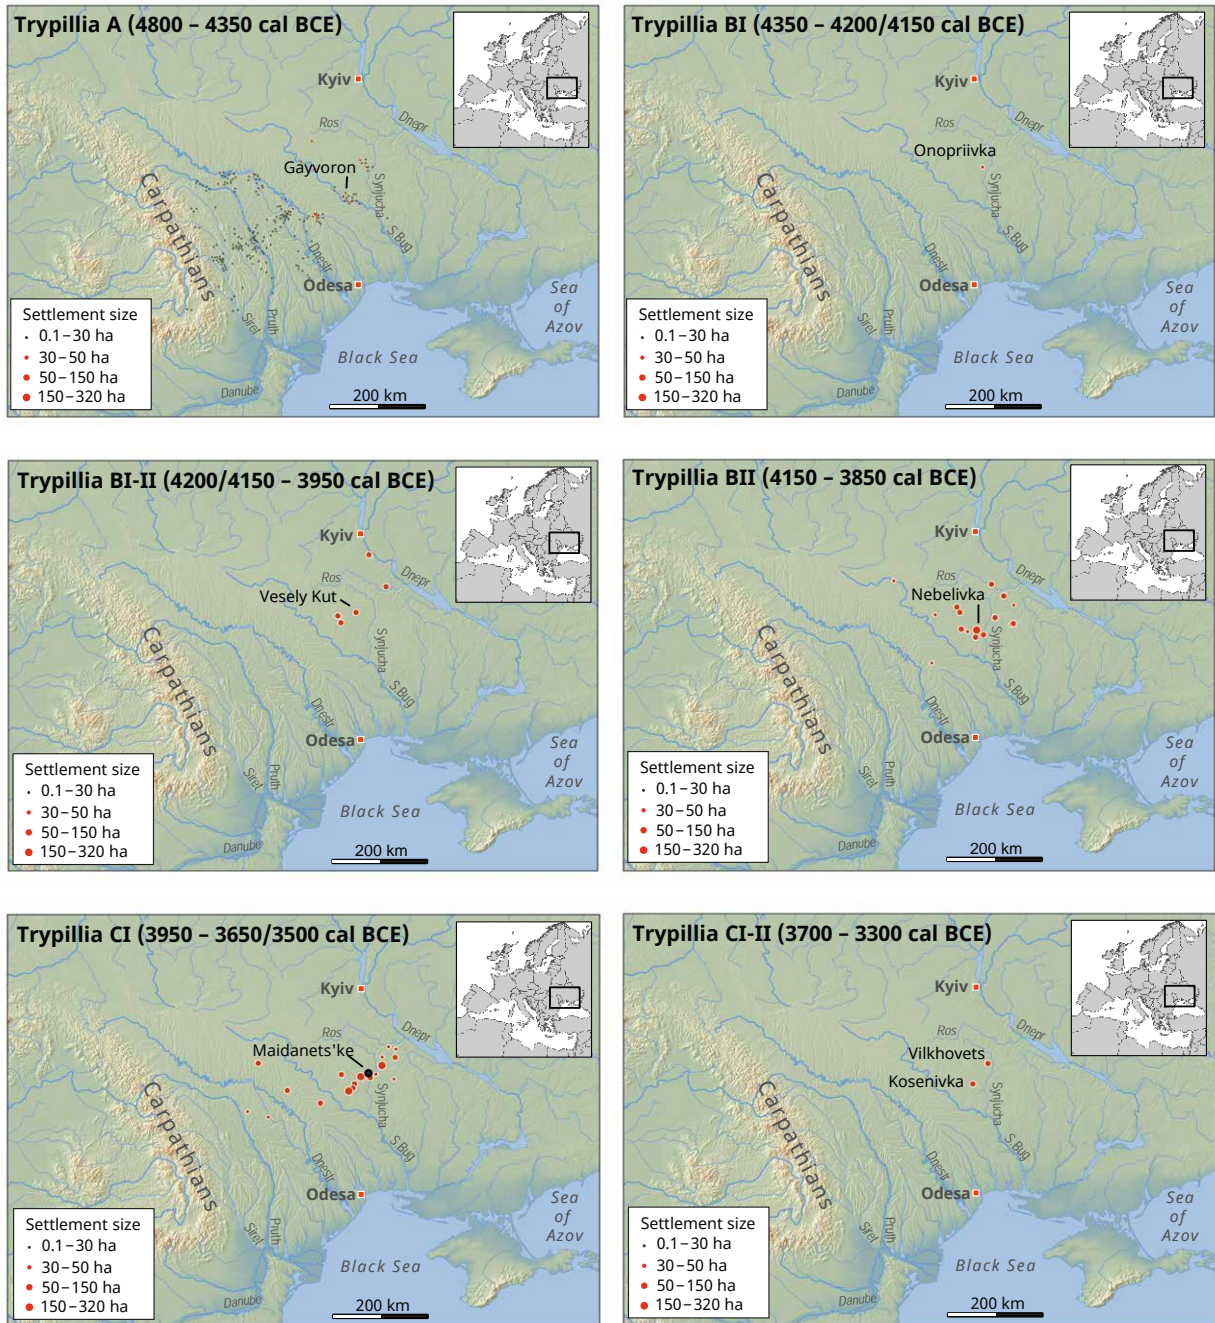 Trypillia A (4800 – 4350 cal BCE)
Kyiv
Ros
Dnepr
Gayvoron
Synjucha
Carpathians
S.Bug
Dnestr
Odesa
Sea
of
Azov
Siret
Pruth
Black Sea
Danube
200 km
Settlement size
0.1–30 ha
30–50 ha
50–150 ha
150–320 ha
Trypillia BI (4350 – 4200/4150 cal BCE)
Kyiv
Ros
Dnepr
Onopriivka
Synjucha
Carpathians
S.Bug
Dnestr
Odesa
Sea
of
Azov
Siret
Pruth
Black Sea
Danube
200 km
Settlement size
0.1–30 ha
30–50 ha
50–150 ha
150–320 ha
Trypillia BI-II (4200/4150 – 3950 cal BCE)
Kyiv
Ros
Dnepr
Vesely Kut
Synjucha
Carpathians
S.Bug
Dnestr
Odesa
Sea
of
Azov
Siret
Pruth
Black Sea
Danube
200 km
Settlement size
0.1–30 ha
30–50 ha
50–150 ha
150–320 ha
Trypillia BII (4150 – 3850 cal BCE)
Kyiv
Ros
Dnepr
Nebelivka
Synjucha
Carpathians
S.Bug
Dnestr
Odesa
Sea
of
Azov
Siret
Pruth
Black Sea
Danube
200 km
Settlement size
0.1–30 ha
30–50 ha
50–150 ha
150–320 ha
Trypillia CI (3950 – 3650/3500 cal BCE)
Kyiv
Ros
Dnepr
Maidanets'ke
Synjucha
Carpathians
S.Bug
Dnestr
Odesa
Sea
of
Azov
Siret
Pruth
Black Sea
Danube
200 km
Settlement size
0.1–30 ha
30–50 ha
50–150 ha
150–320 ha
Trypillia CI-II (3700 – 3300 cal BCE)
Kyiv
Ros
Dnepr
Vilkhovets
Kosenivka
Synjucha
Carpathians
S.Bug
Dnestr
Odesa
Sea
of
Azov
Siret
Pruth
Black Sea
Danube
200 km
Settlement size
0.1–30 ha
30–50 ha
50–150 ha
150–320 ha